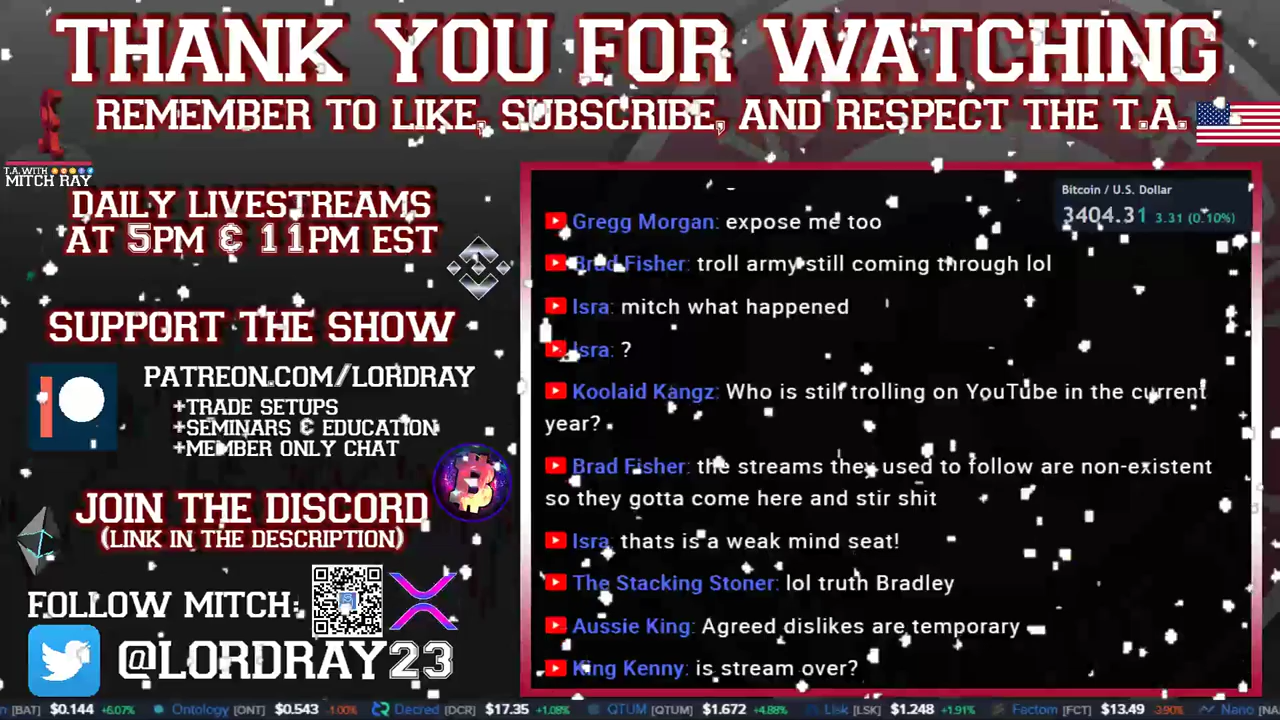 THANK YOU FOR WATCHING
REMEMBER TO LIKE, SUBSCRIBE, AND RESPECT THE T.A.
T.A. WITH
MITCH RAY
DAILY LIVESTREAMS
AT 5PM & 11PM EST
SUPPORT THE SHOW
PATREON.COM/LORDRAY
+TRADE SETUPS
+SEMINARS & EDUCATION
+MEMBER ONLY CHAT
JOIN THE DISCORD
(LINK IN THE DESCRIPTION)
FOLLOW MITCH:
@LORDRAY23
Bitcoin / U.S. Dollar
3404.31 3.31 (0.10%)
Gregg Morgan: expose me too
Brad Fisher: troll army still coming through lol
Isra: mitch what happened
Isra: ?
Koolaid Kangz: Who is still trolling on YouTube in the current
year?
Brad Fisher: the streams they used to follow are non-existent
so they gotta come here and stir shit
Isra: thats is a weak mind seat!
The Stacking Stoner: lol truth Bradley
Aussie King: Agreed dislikes are temporary
King Kenny: is stream over?
[BAT] $0.144 +6.07% Ontology [ONT] $0.543 -1.00% Decred [DCR] $17.35 +1.08% QTUM [QTUM] $1.672 +4.88% Lisk [LSK] $1.248 +1.91% Factom [FCT] $13.49 -3.90% Nano [NA